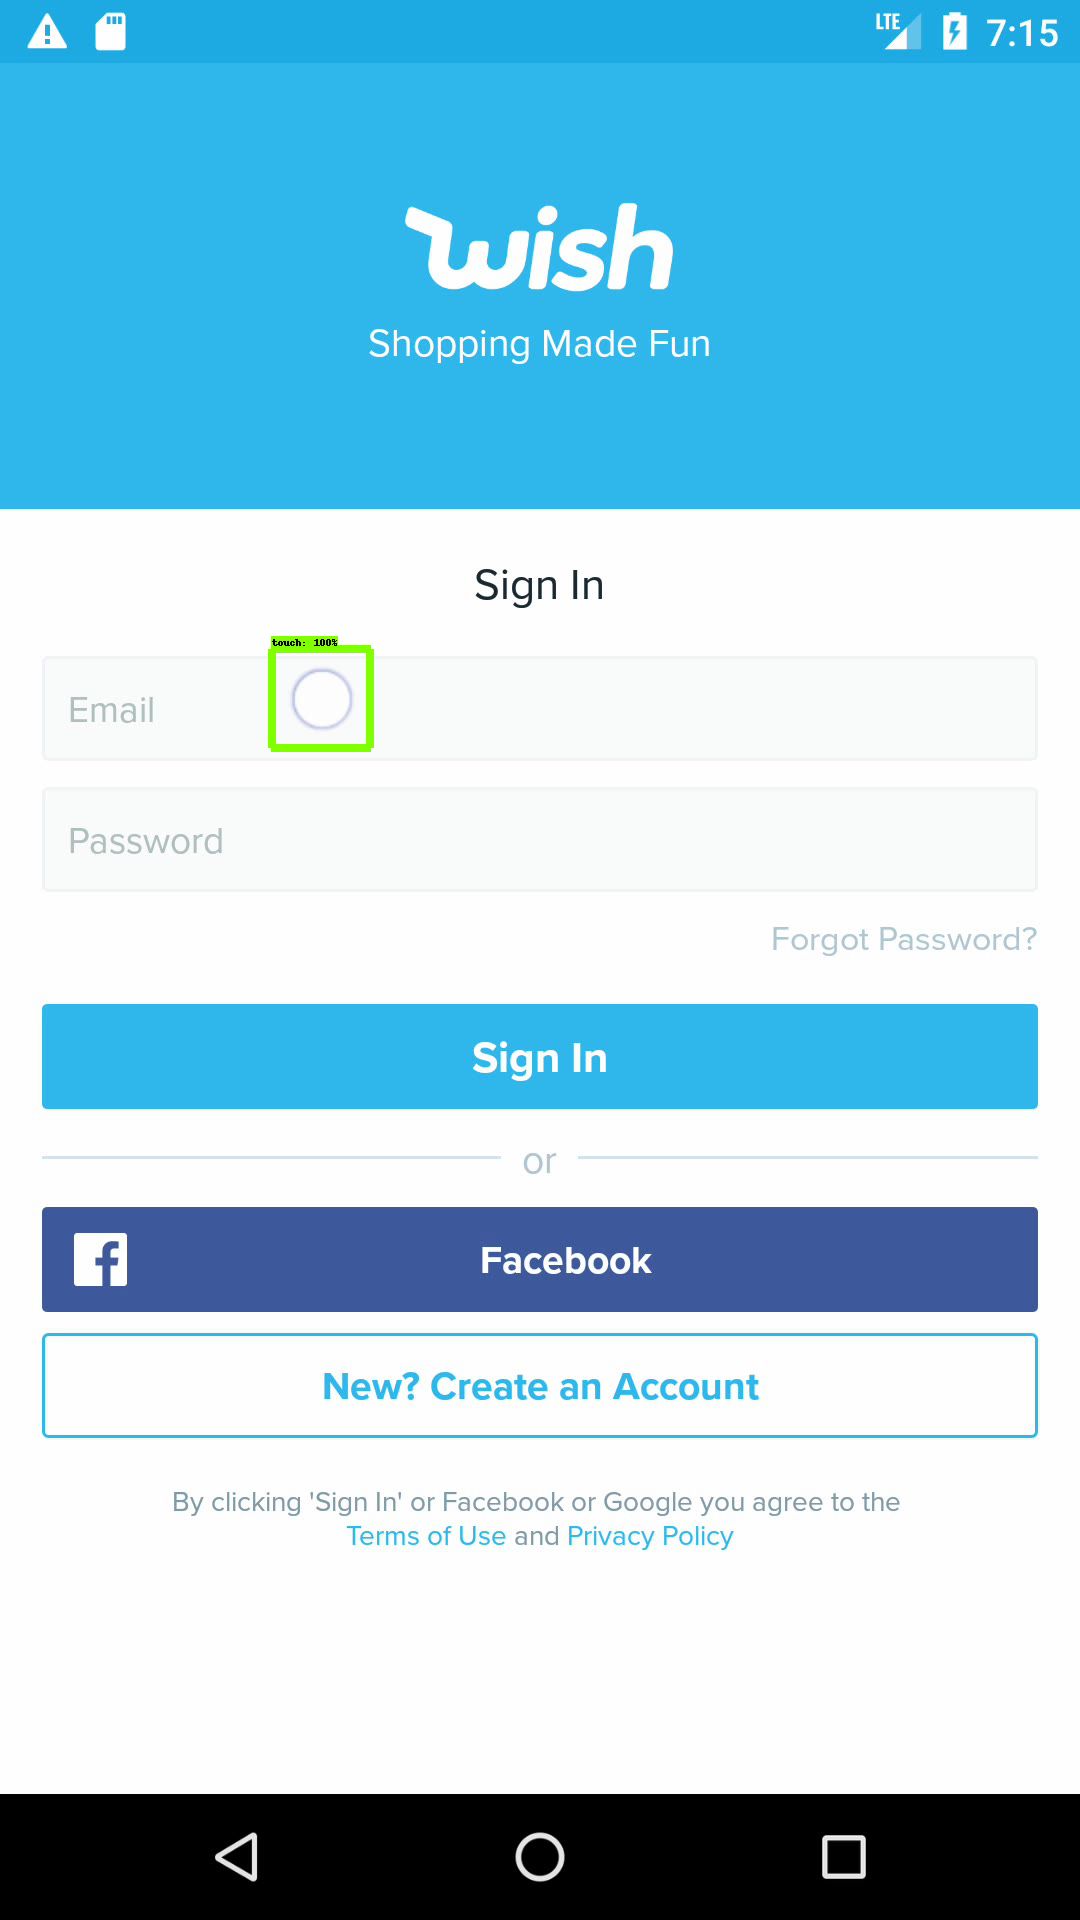 LTE 7:15
wish
Shopping Made Fun
Sign In
touch: 100%
Email
Password
Forgot Password?
Sign In
or
Facebook
New? Create an Account
By clicking 'Sign In' or Facebook or Google you agree to the
Terms of Use and Privacy Policy